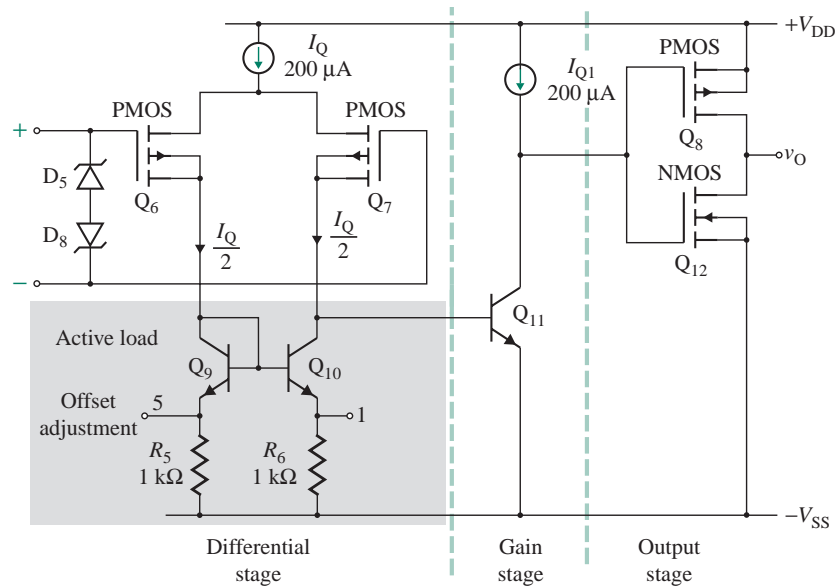 +V_DD
I_Q
200 µA
I_Q1
200 µA
PMOS
PMOS
PMOS
+
D_5
D_8
−
Q_6
Q_7
Q_8
NMOS
v_O
Q_12
I_Q
2
I_Q
2
Q_11
Active load
Q_9
Q_10
Offset
adjustment
5
1
R_5
1 kΩ
R_6
1 kΩ
−V_SS
Differential
stage
Gain
stage
Output
stage